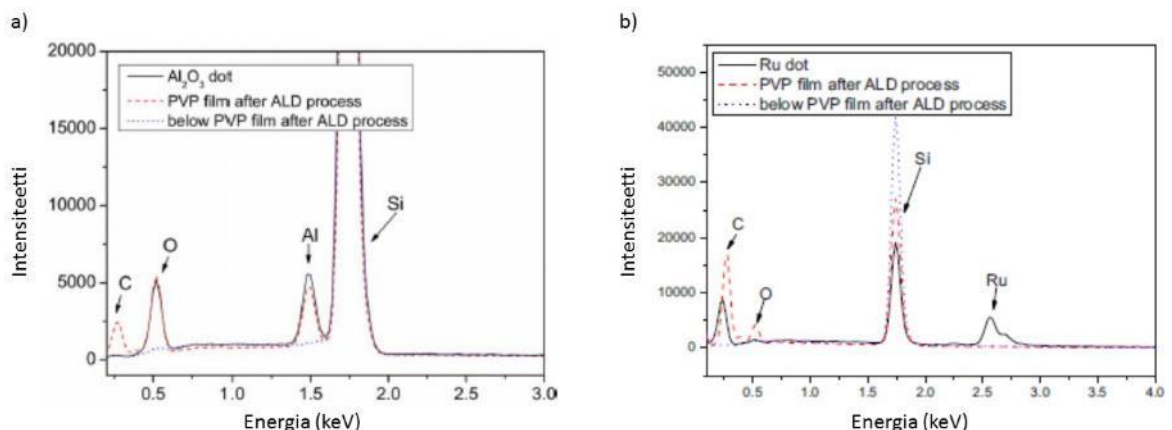 a)
20000
15000
10000
5000
0
Intensiteetti
Al₂O₃ dot
PVP film after ALD process
below PVP film after ALD process
C
O
Al
Si
0.5
1.0
1.5
2.0
2.5
3.0
Energia (keV)
b)
50000
40000
30000
20000
10000
0
Intensiteetti
Ru dot
PVP film after ALD process
below PVP film after ALD process
C
O
Si
Ru
0.5
1.0
1.5
2.0
2.5
3.0
3.5
4.0
Energia (keV)